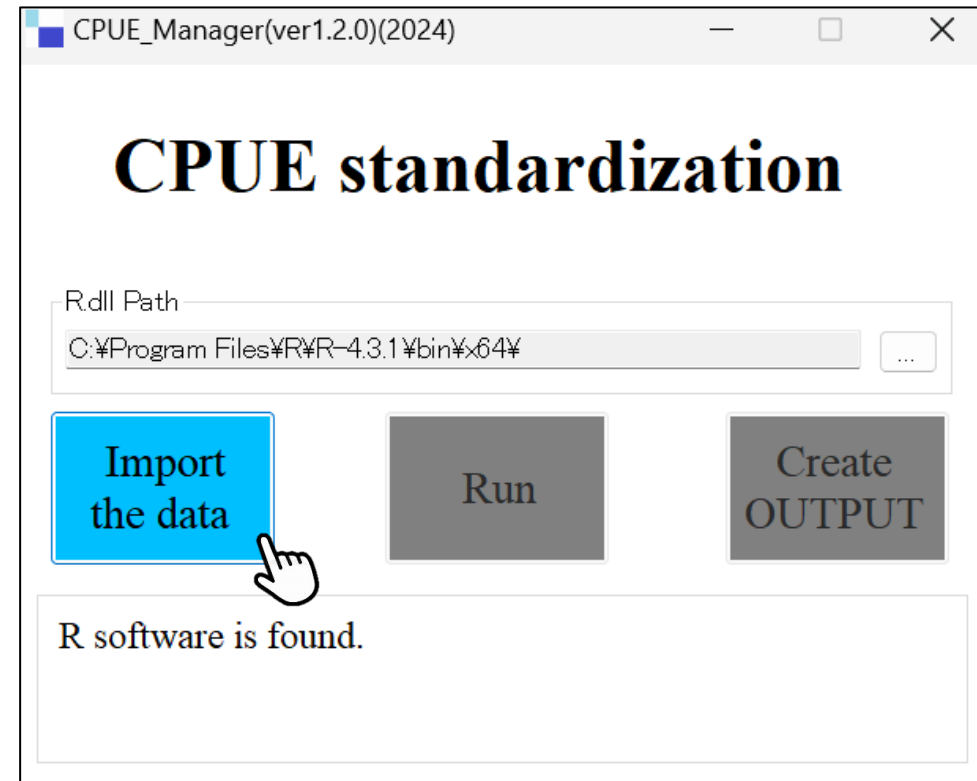 CPUE_Manager(ver1.2.0)(2024)
CPUE standardization
R.dll Path
C:¥Program Files¥R¥R-4.3.1¥bin¥x64¥
...
Import
the data
Run
Create
OUTPUT
R software is found.